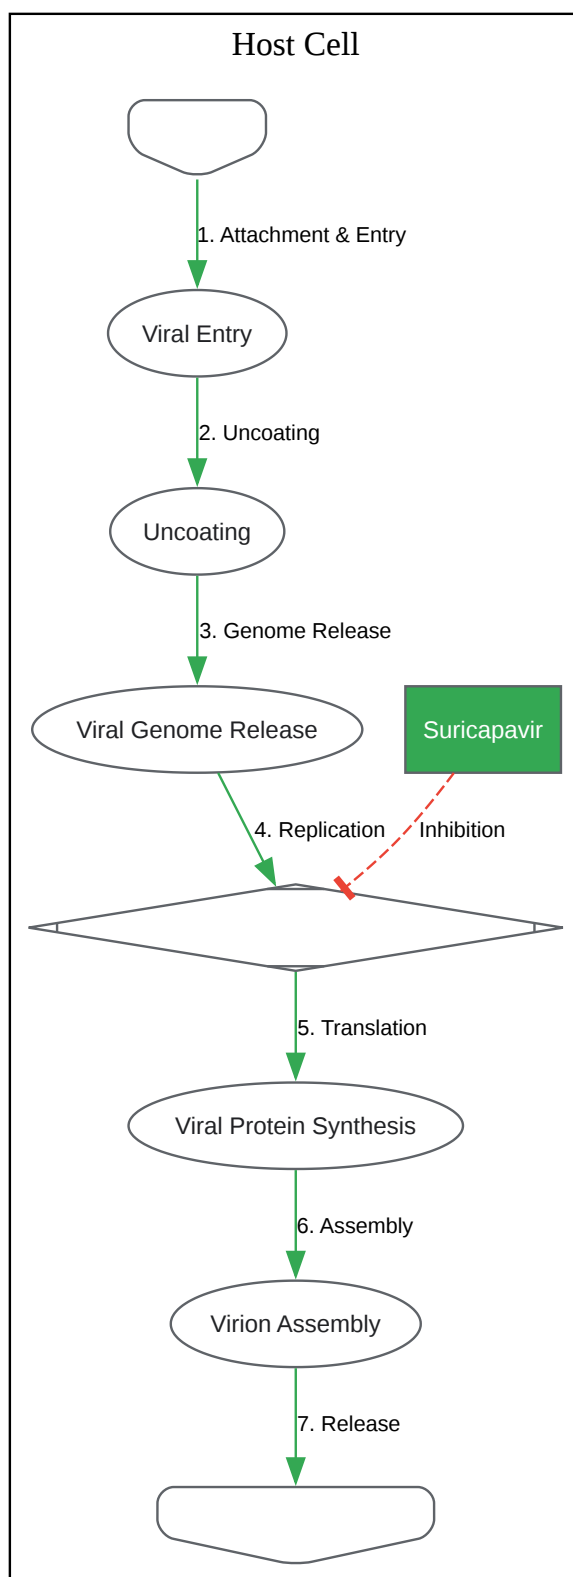 Host Cell
1. Attachment & Entry
Viral Entry
2. Uncoating
Uncoating
3. Genome Release
Viral Genome Release
Suricapavir
4. Replication
Inhibition
5. Translation
Viral Protein Synthesis
6. Assembly
Virion Assembly
7. Release